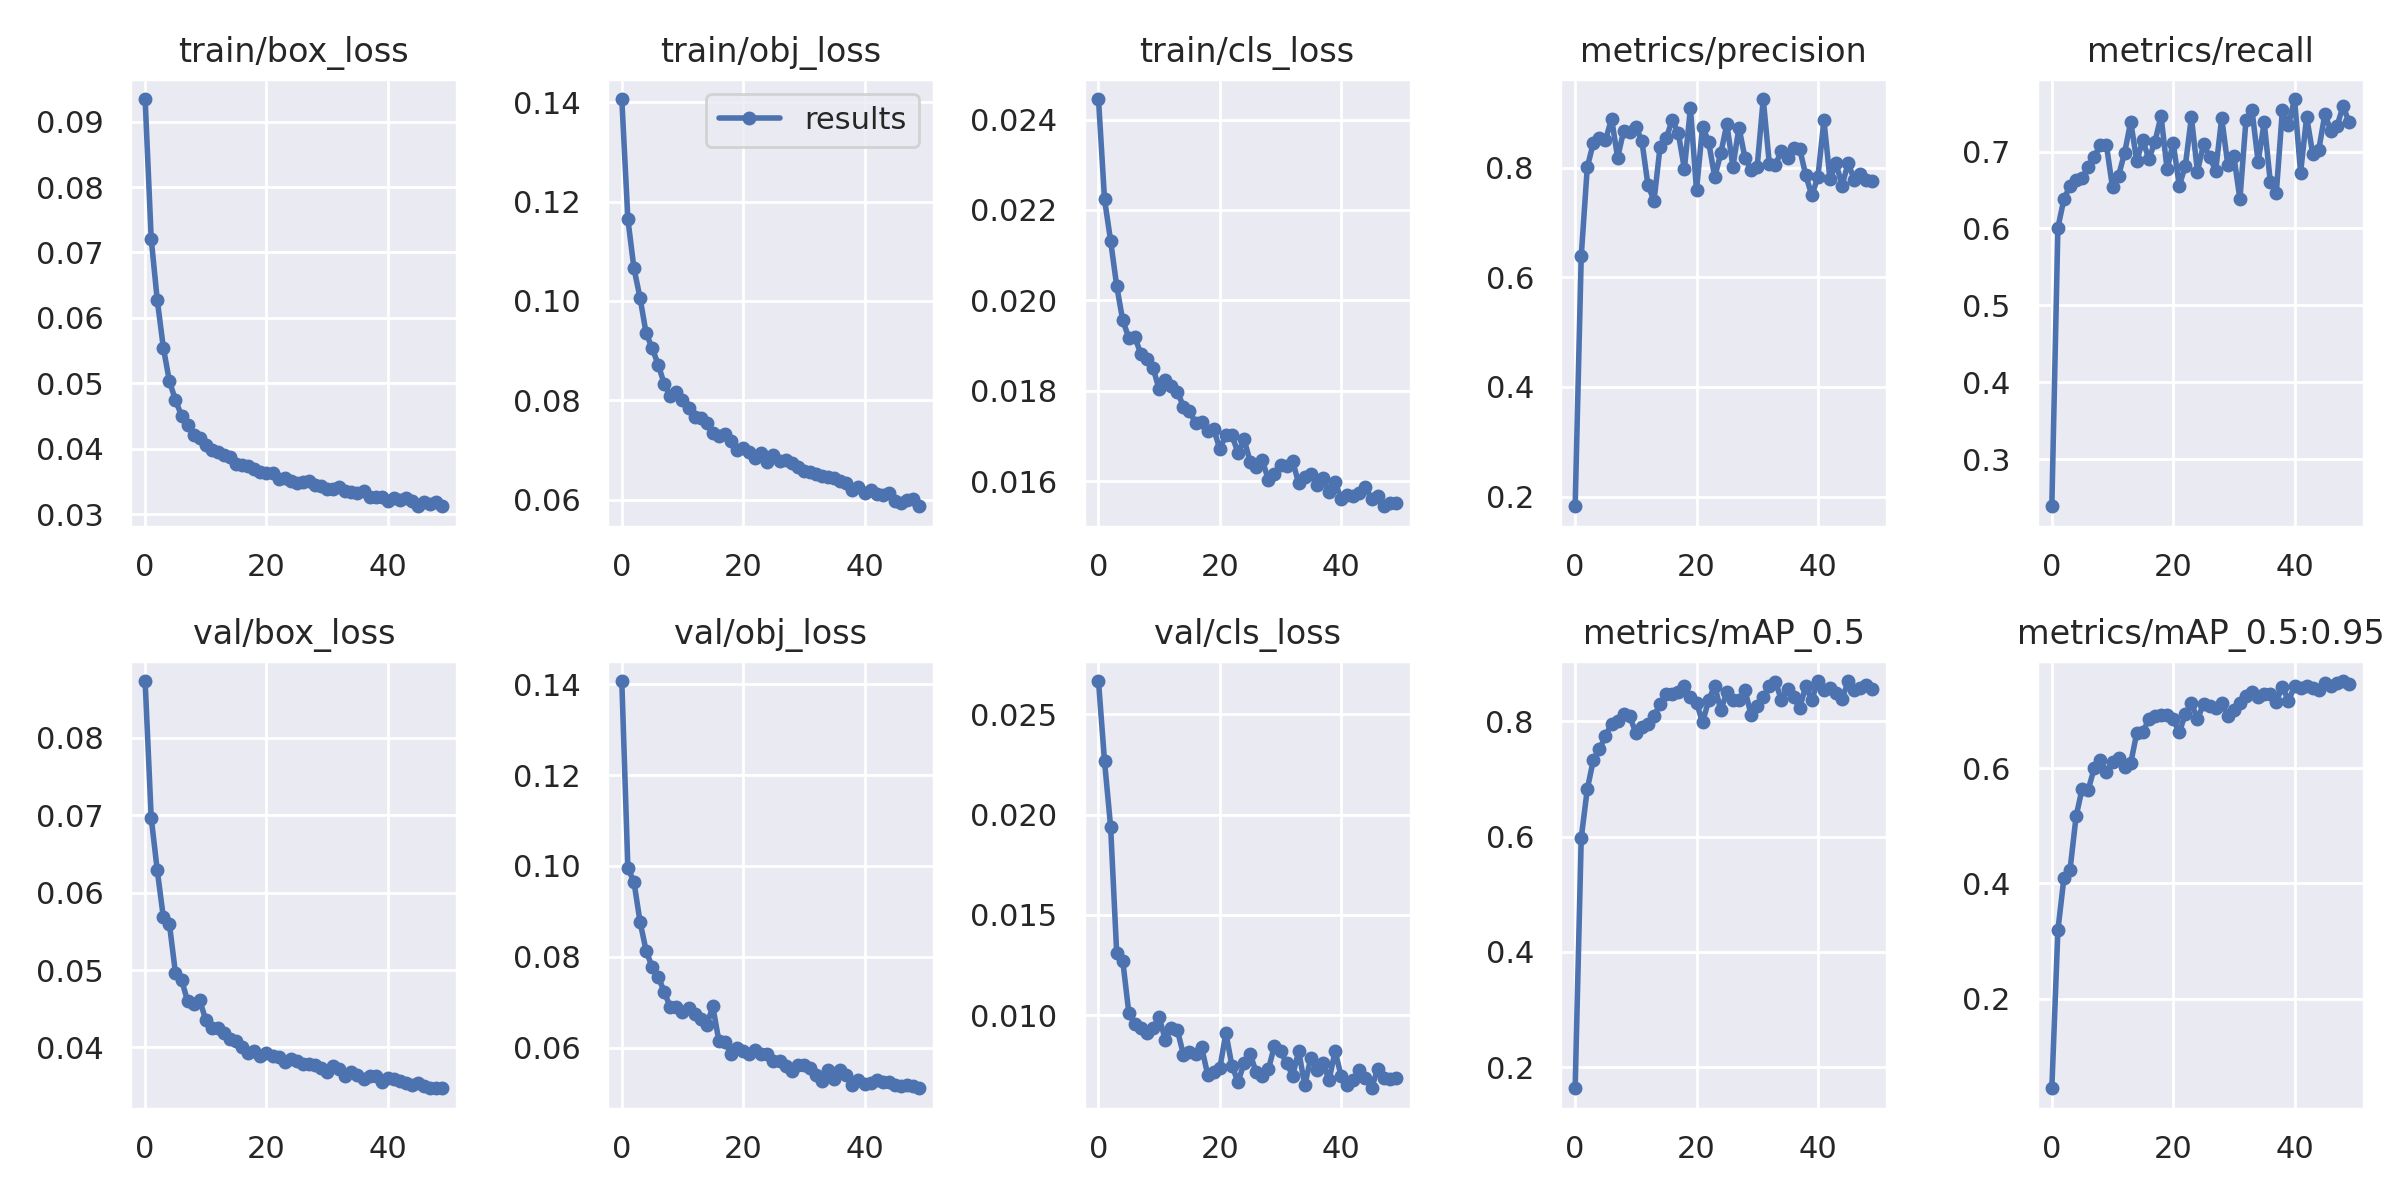 train/box_loss
train/obj_loss
train/cls_loss
metrics/precision
metrics/recall
0.09
0.08
0.07
0.06
0.05
0.04
0.03
0 20 40
results
0.14
0.12
0.10
0.08
0.06
0 20 40
0.024
0.022
0.020
0.018
0.016
0 20 40
0.8
0.6
0.4
0.2
0 20 40
0.7
0.6
0.5
0.4
0.3
0 20 40
val/box_loss
val/obj_loss
val/cls_loss
metrics/mAP_0.5
metrics/mAP_0.5:0.95
0.08
0.07
0.06
0.05
0.04
0 20 40
0.14
0.12
0.10
0.08
0.06
0 20 40
0.025
0.020
0.015
0.010
0 20 40
0.8
0.6
0.4
0.2
0 20 40
0.6
0.4
0.2
0 20 40